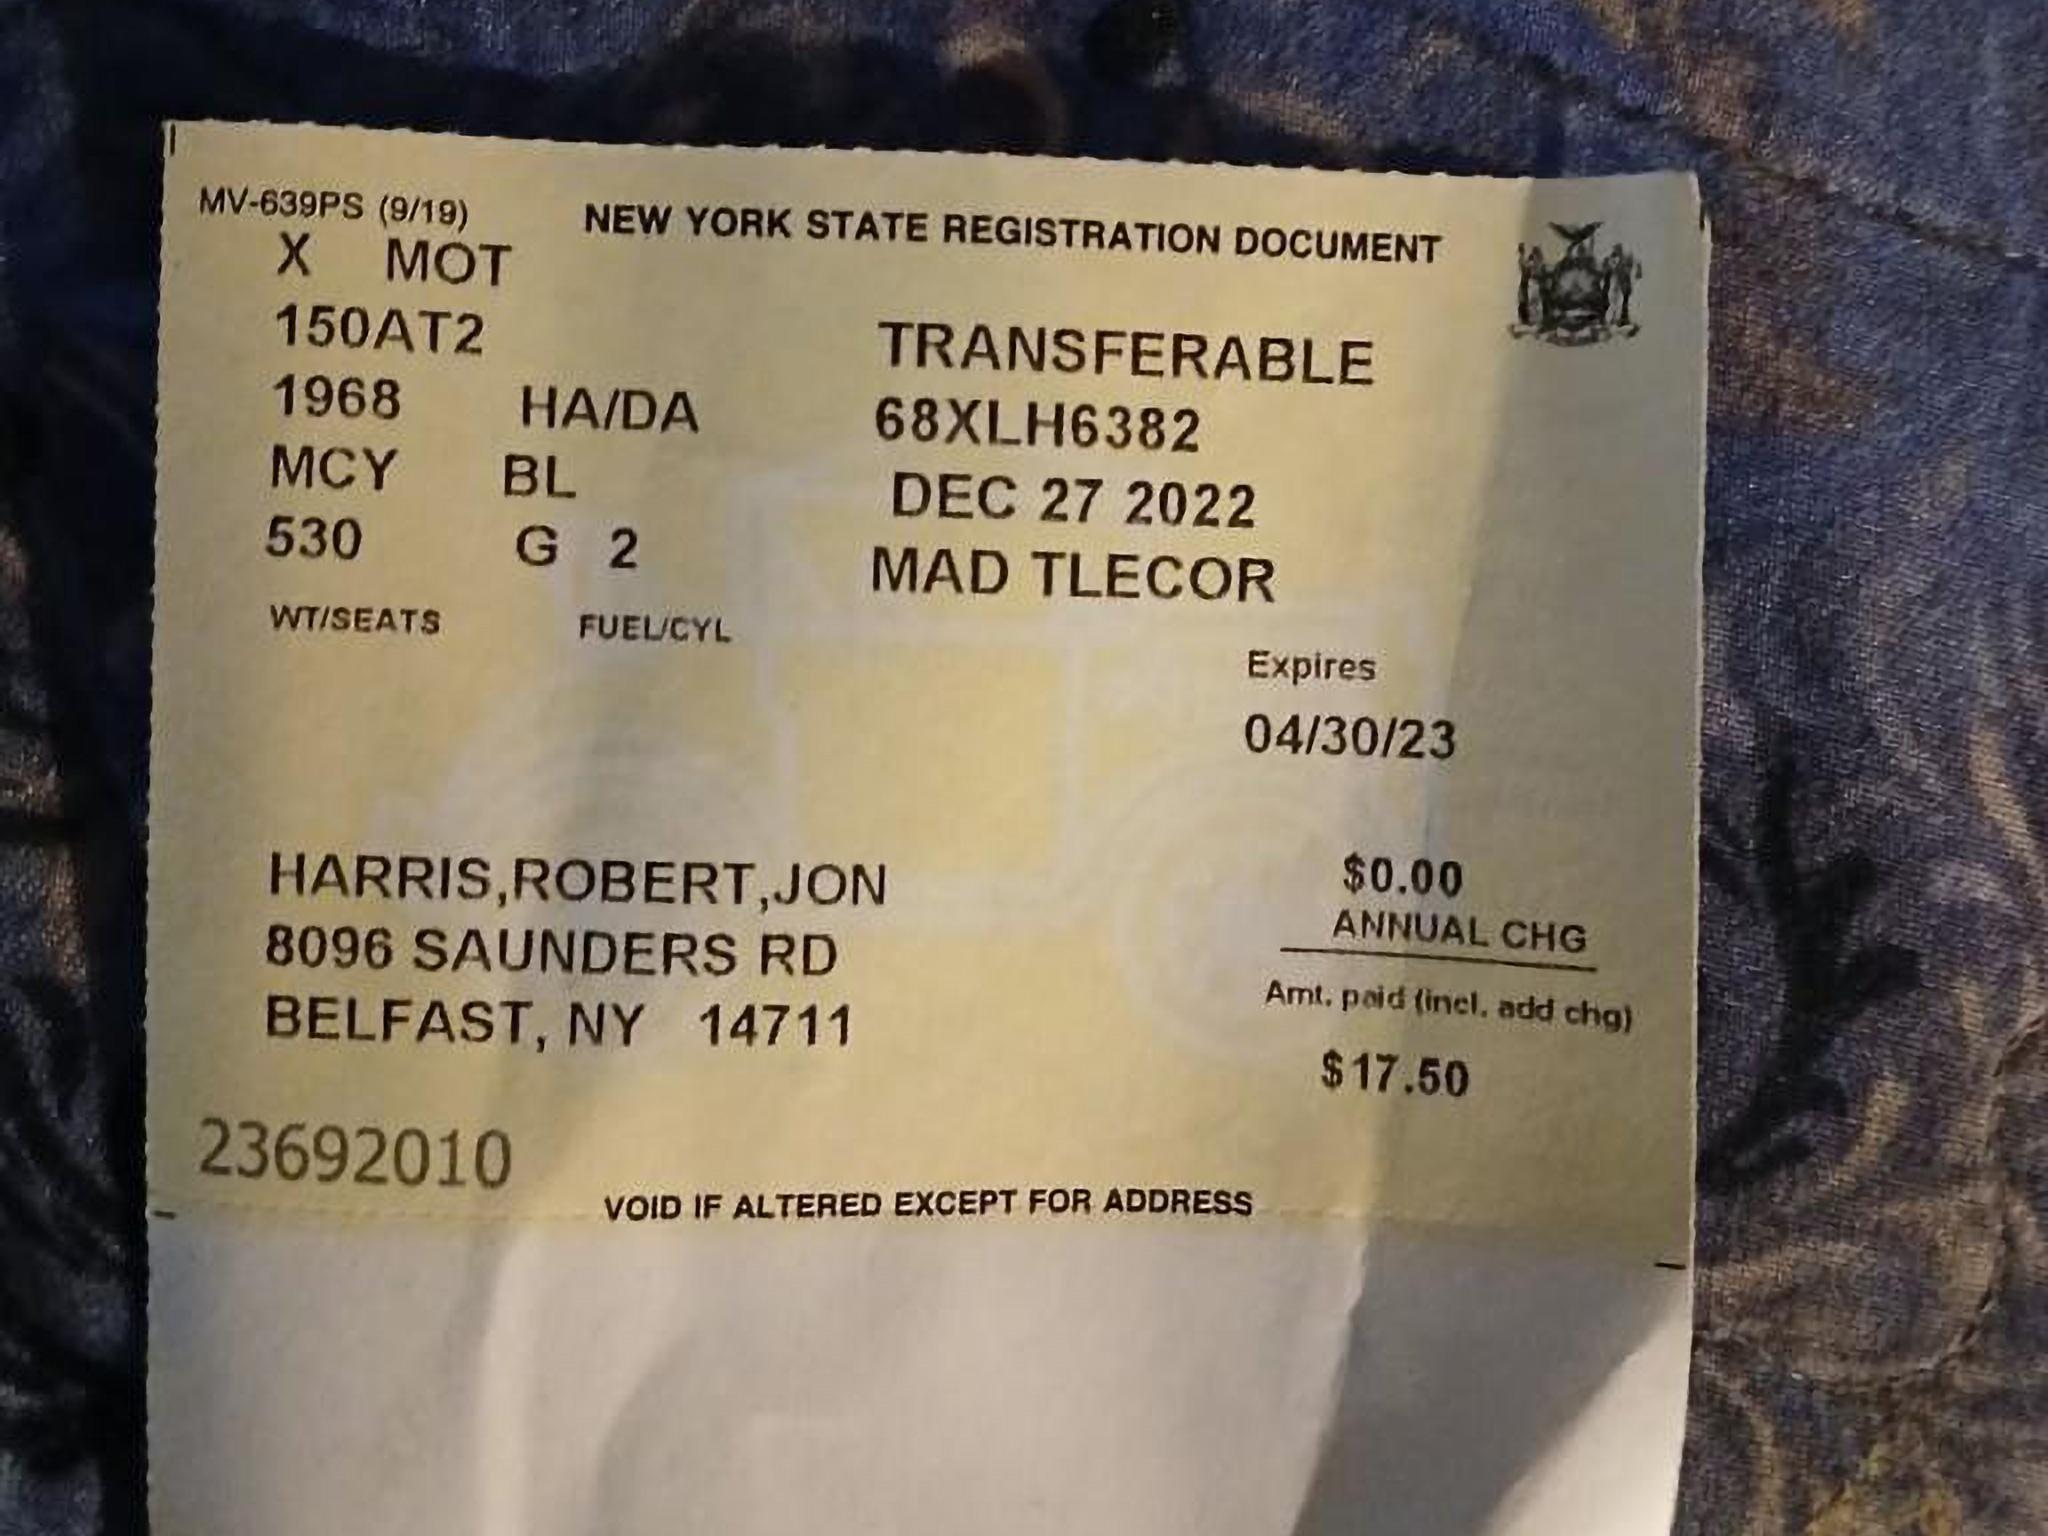 MV-639PS (9/19)
NEW YORK STATE REGISTRATION DOCUMENT
X MOT
150AT2
TRANSFERABLE
1968 HA/DA
68XLH6382
MCY BL
DEC 27 2022
530 G 2
MAD TLECOR
WT/SEATS FUEL/CYL
Expires
04/30/23
HARRIS,ROBERT,JON
$0.00
8096 SAUNDERS RD
ANNUAL CHG
BELFAST, NY 14711
Amt. paid (incl. add chg)
$17.50
23692010
VOID IF ALTERED EXCEPT FOR ADDRESS